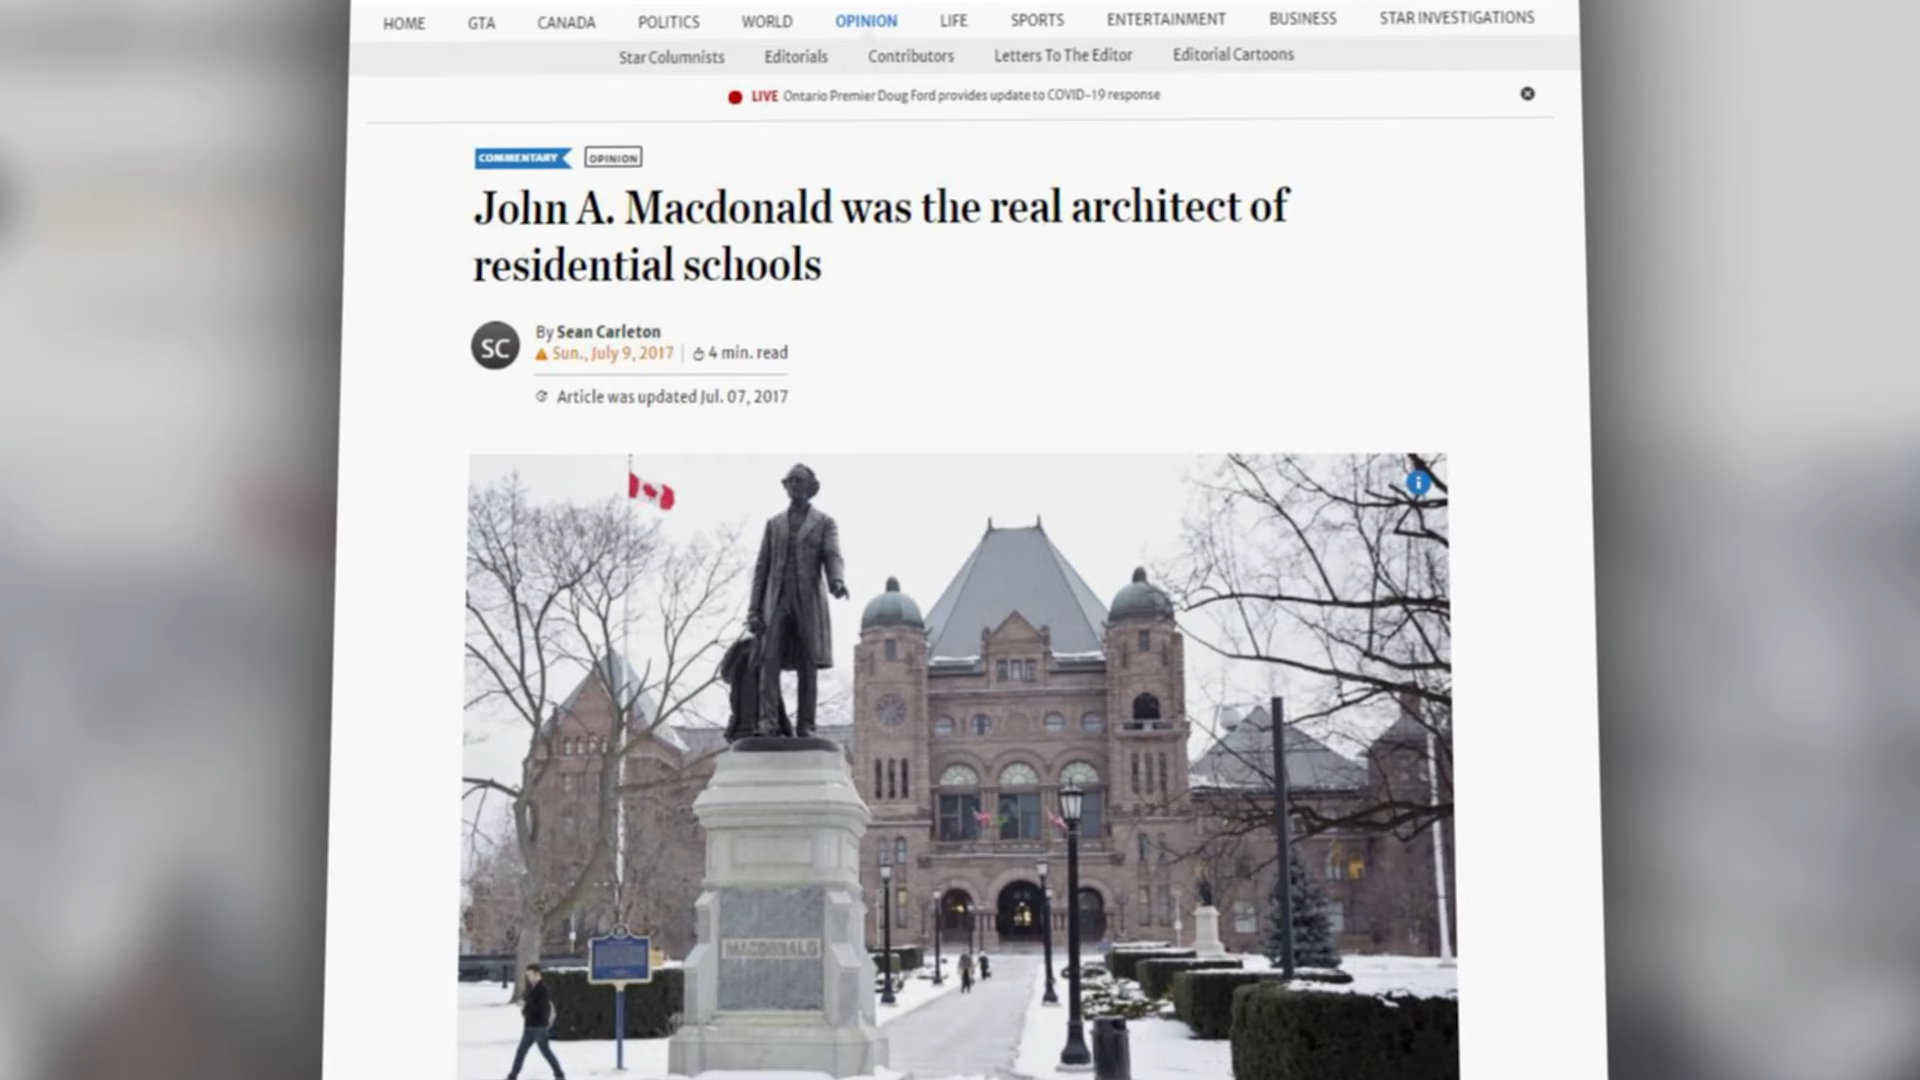 HOME GTA CANADA POLITICS WORLD OPINION LIFE SPORTS ENTERTAINMENT BUSINESS STAR INVESTIGATIONS
Star Columnists Editorials Contributors Letters To The Editor Editorial Cartoons
LIVE Ontario Premier Doug Ford provides update to COVID-19 response
COMMENTARY OPINION
John A. Macdonald was the real architect of
residential schools
SC
By Sean Carleton
Sun., July 9, 2017 | 4 min. read
Article was updated Jul. 07, 2017
i
MACDONALD